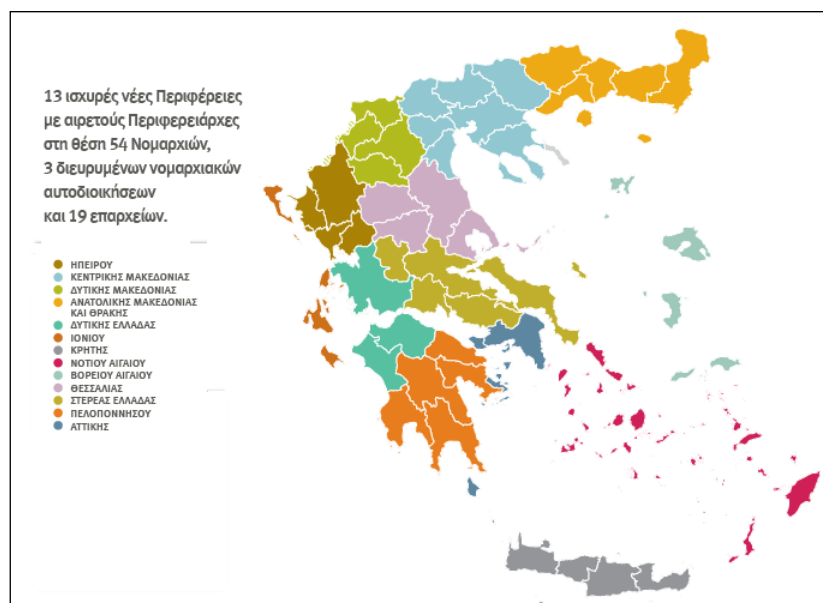 13 ισχυρές νέες Περιφέρειες
με αιρετούς Περιφερειάρχες
στη θέση 54 Νομαρχιών,
3 διευρυμένων νομαρχιακών
αυτοδιοικήσεων
και 19 επαρχείων.
ΗΠΕΙΡΟΥ
ΚΕΝΤΡΙΚΗΣ ΜΑΚΕΔΟΝΙΑΣ
ΔΥΤΙΚΗΣ ΜΑΚΕΔΟΝΙΑΣ
ΑΝΑΤΟΛΙΚΗΣ ΜΑΚΕΔΟΝΙΑΣ
ΚΑΙ ΘΡΑΚΗΣ
ΔΥΤΙΚΗΣ ΕΛΛΑΔΑΣ
ΙΟΝΙΟΥ
ΚΡΗΤΗΣ
ΝΟΤΙΟΥ ΑΙΓΑΙΟΥ
ΒΟΡΕΙΟΥ ΑΙΓΑΙΟΥ
ΘΕΣΣΑΛΙΑΣ
ΣΤΕΡΕΑΣ ΕΛΛΑΔΑΣ
ΠΕΛΟΠΟΝΝΗΣΟΥ
ΑΤΤΙΚΗΣ